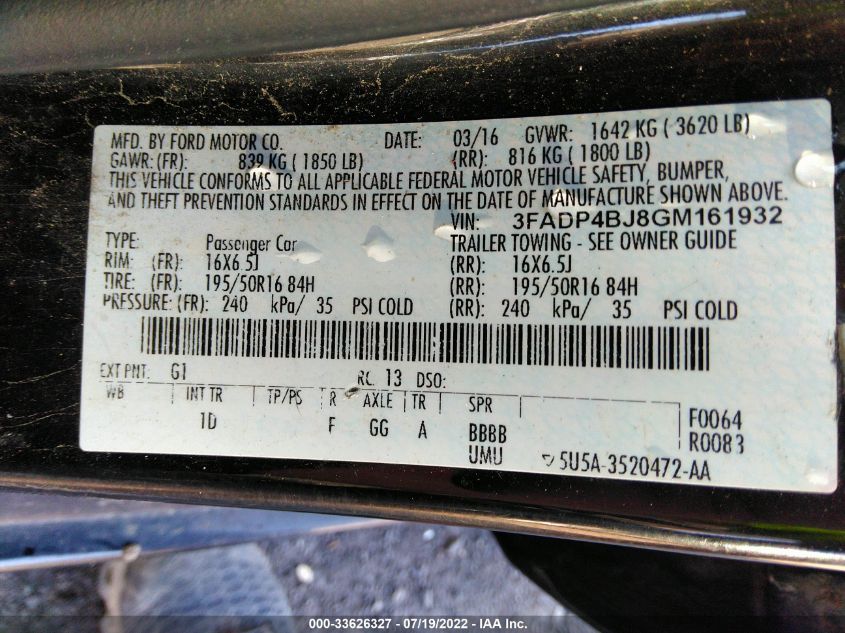 MFD. BY FORD MOTOR CO. DATE: 03/16 GVWR: 1642 KG ( 3620 LB)
GAWR: (FR): 839 KG ( 1850 LB) (RR): 816 KG ( 1800 LB)
THIS VEHICLE CONFORMS TO ALL APPLICABLE FEDERAL MOTOR VEHICLE SAFETY, BUMPER,
AND THEFT PREVENTION STANDARDS IN EFFECT ON THE DATE OF MANUFACTURE SHOWN ABOVE.
VIN: 3FADP4BJ8GM161932
TYPE: Passenger Car TRAILER TOWING - SEE OWNER GUIDE
RIM: (FR): 16X6.5J (RR): 16X6.5J
TIRE: (FR): 195/50R16 84H (RR): 195/50R16 84H
PRESSURE: (FR): 240 kPa/ 35 PSI COLD (RR): 240 kPa/ 35 PSI COLD
EXT PNT: G1 RC: 13 DSO:
WB INT TR TP/PS R AXLE TR SPR F0064
1D F GG A BBBB R0083
UMU 5U5A-3520472-AA
000-33626327 - 07/19/2022 - IAA Inc.